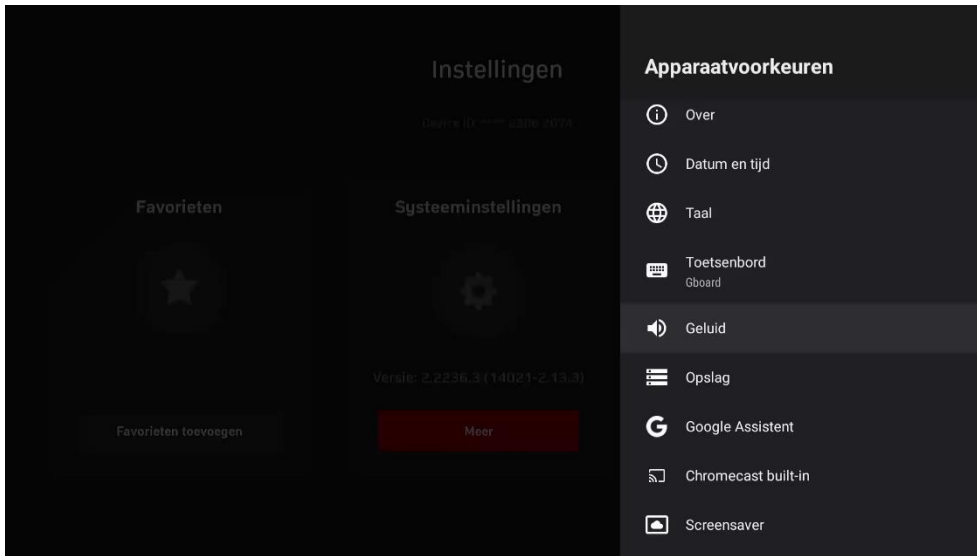 Instellingen
Favorieten
Systeeminstellingen
Versie: 2.2236.3 (14021-2.13.3)
Favorieten toevoegen
Meer
Apparaatvoorkeuren
Over
Datum en tijd
Taal
Toetsenbord
Gboard
Geluid
Opslag
Google Assistent
Chromecast built-in
Screensaver